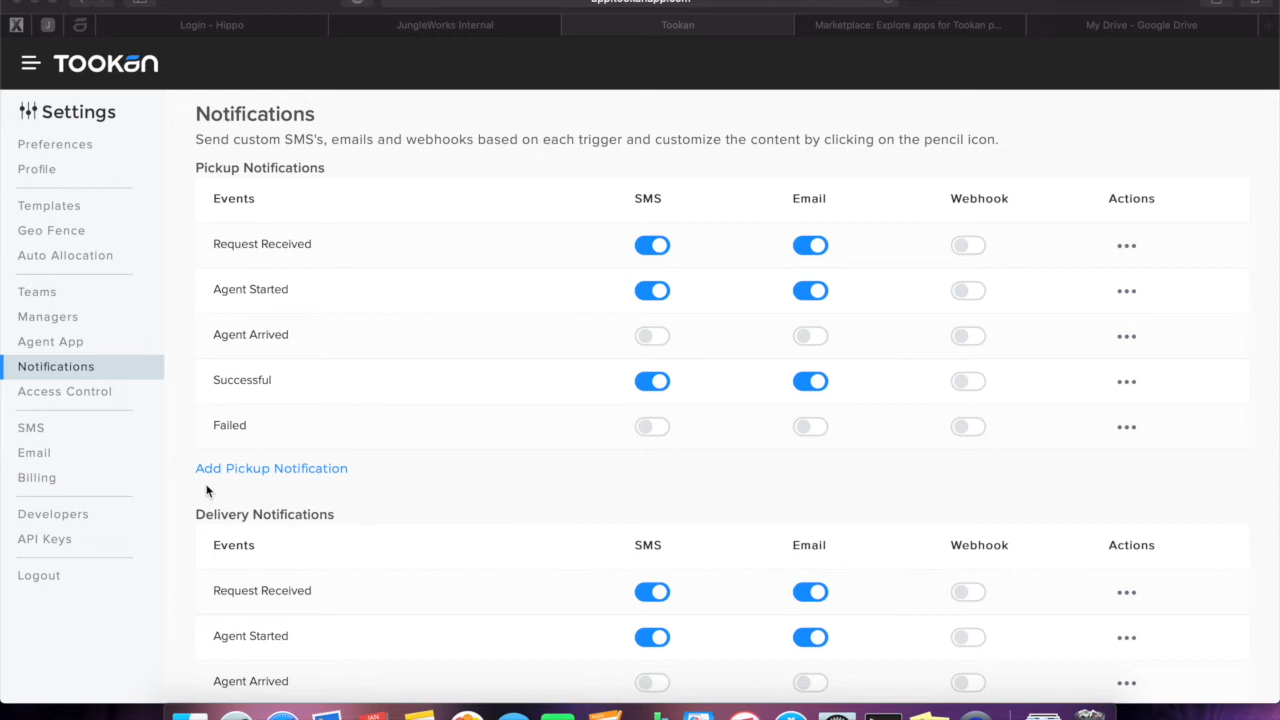 app.tookanapp.com
X
J
Login – Hippo
JungleWorks Internal
Tookan
Marketplace: Explore apps for Tookan p...
My Drive – Google Drive
TOOKAN
Settings
Preferences
Profile
Templates
Geo Fence
Auto Allocation
Teams
Managers
Agent App
Notifications
Access Control
SMS
Email
Billing
Developers
API Keys
Logout
Notifications
Send custom SMS's, emails and webhooks based on each trigger and customize the content by clicking on the pencil icon.
Pickup Notifications
Events SMS Email Webhook Actions
Request Received
Agent Started
Agent Arrived
Successful
Failed
Add Pickup Notification
Delivery Notifications
Events SMS Email Webhook Actions
Request Received
Agent Started
Agent Arrived
JAN